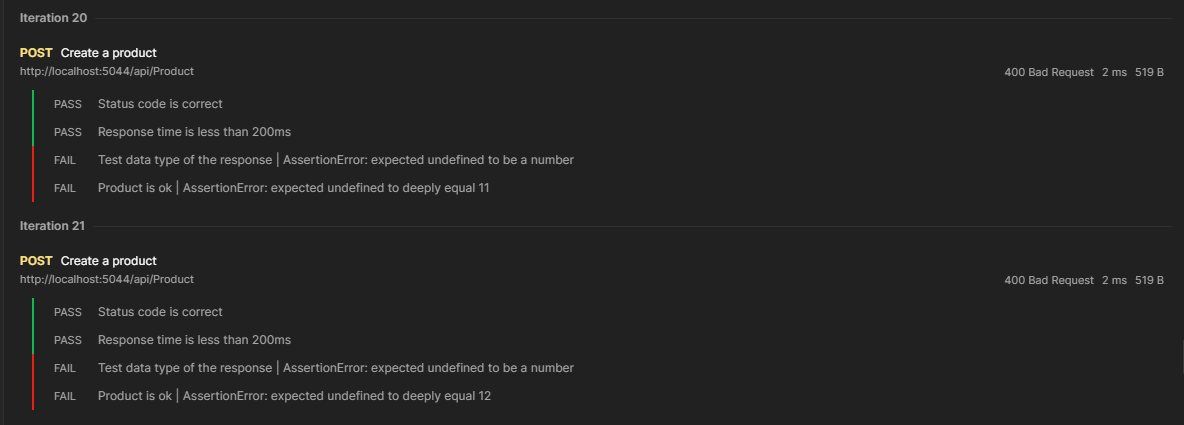 Iteration 20
POST Create a product
http://localhost:5044/api/Product
400 Bad Request 2 ms 519 B
PASS Status code is correct
PASS Response time is less than 200ms
FAIL Test data type of the response | AssertionError: expected undefined to be a number
FAIL Product is ok | AssertionError: expected undefined to deeply equal 11
Iteration 21
POST Create a product
http://localhost:5044/api/Product
400 Bad Request 2 ms 519 B
PASS Status code is correct
PASS Response time is less than 200ms
FAIL Test data type of the response | AssertionError: expected undefined to be a number
FAIL Product is ok | AssertionError: expected undefined to deeply equal 12